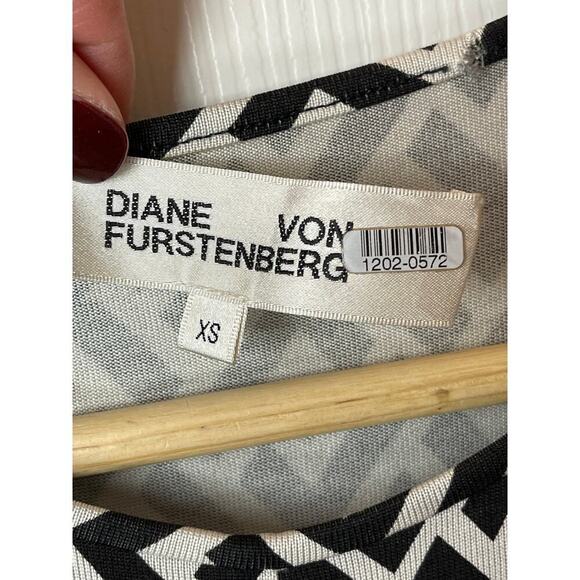 DIANE VON
FURSTENBERG
1202-0572
XS